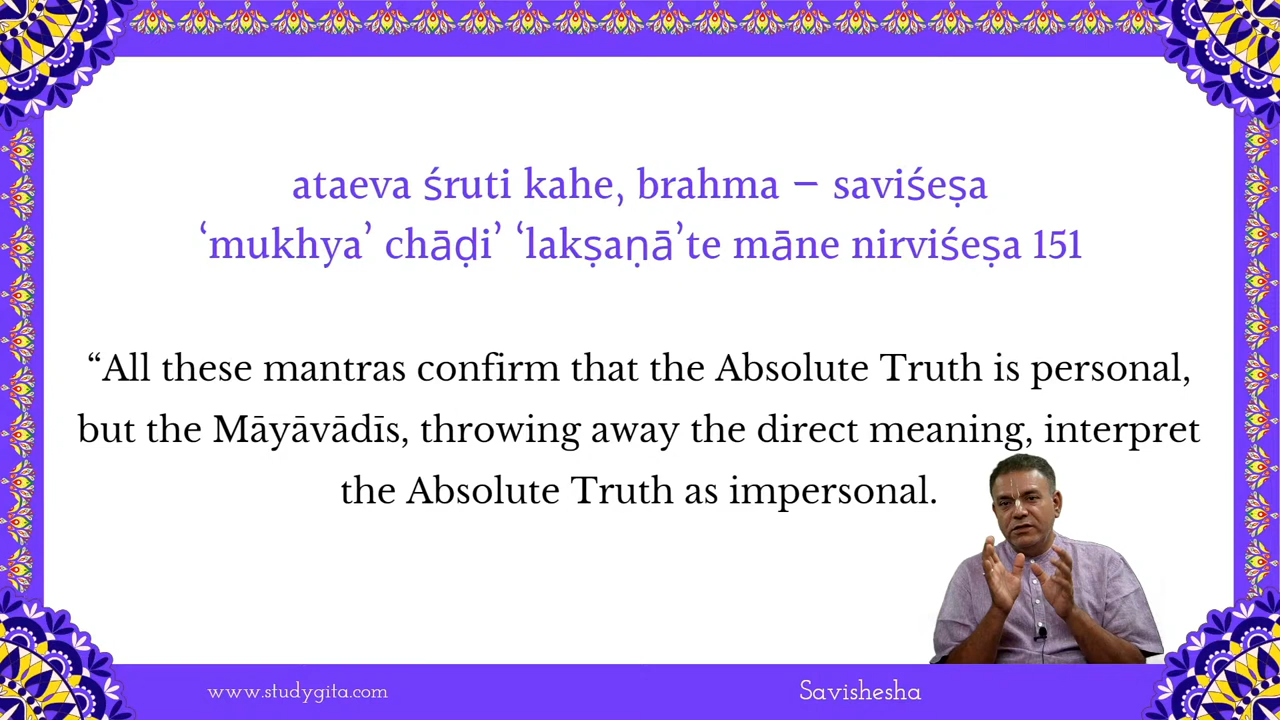 ataeva śruti kahe, brahma – saviśeṣa
‘mukhya’ chāḍi’ ‘lakṣaṇā’te māne nirviśeṣa 151
“All these mantras confirm that the Absolute Truth is personal,
but the Māyāvādīs, throwing away the direct meaning, interpret
the Absolute Truth as impersonal.
www.studygita.com
Savishesha